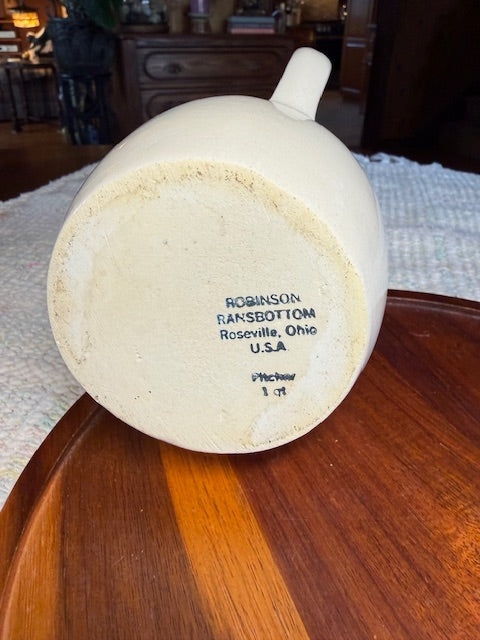 ROBINSON
RANSBOTTOM
Roseville, Ohio
U.S.A
Pitcher
1 qt